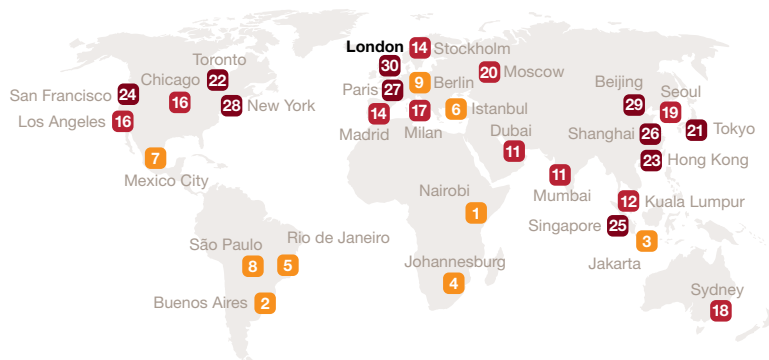 London
30
Stockholm
14
Toronto
22
Chicago
16
San Francisco
24
Los Angeles
16
New York
28
Mexico City
7
Paris
27
Berlin
9
Moscow
20
Madrid
14
Milan
17
Istanbul
6
Dubai
11
Mumbai
11
Beijing
29
Seoul
19
Shanghai
26
Tokyo
21
Hong Kong
23
Kuala Lumpur
12
Singapore
25
Jakarta
3
Nairobi
1
Johannesburg
4
São Paulo
8
Rio de Janeiro
5
Buenos Aires
2
Sydney
18